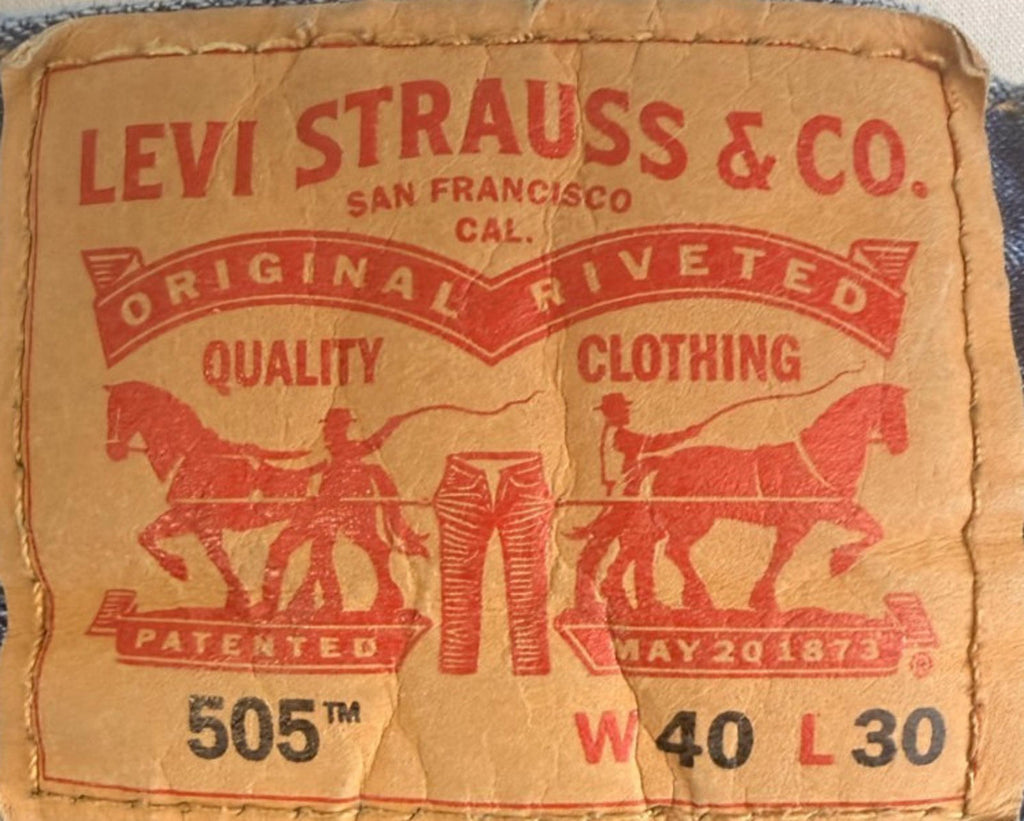 LEVI STRAUSS & CO.
SAN FRANCISCO
CAL.
ORIGINAL RIVETED
QUALITY CLOTHING
PATENTED MAY 20 1873 ®
505™ W 40 L 30